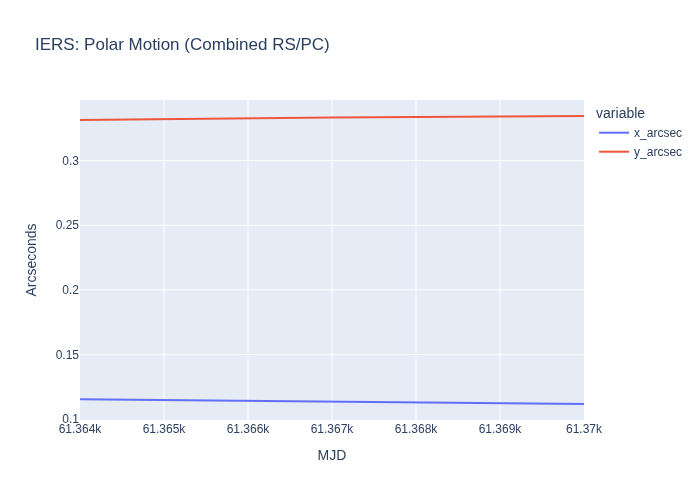 IERS: Polar Motion (Combined RS/PC)
variable
x_arcsec
y_arcsec
Arcseconds
0.3
0.25
0.2
0.15
0.1
61.364k 61.365k 61.366k 61.367k 61.368k 61.369k 61.37k
MJD